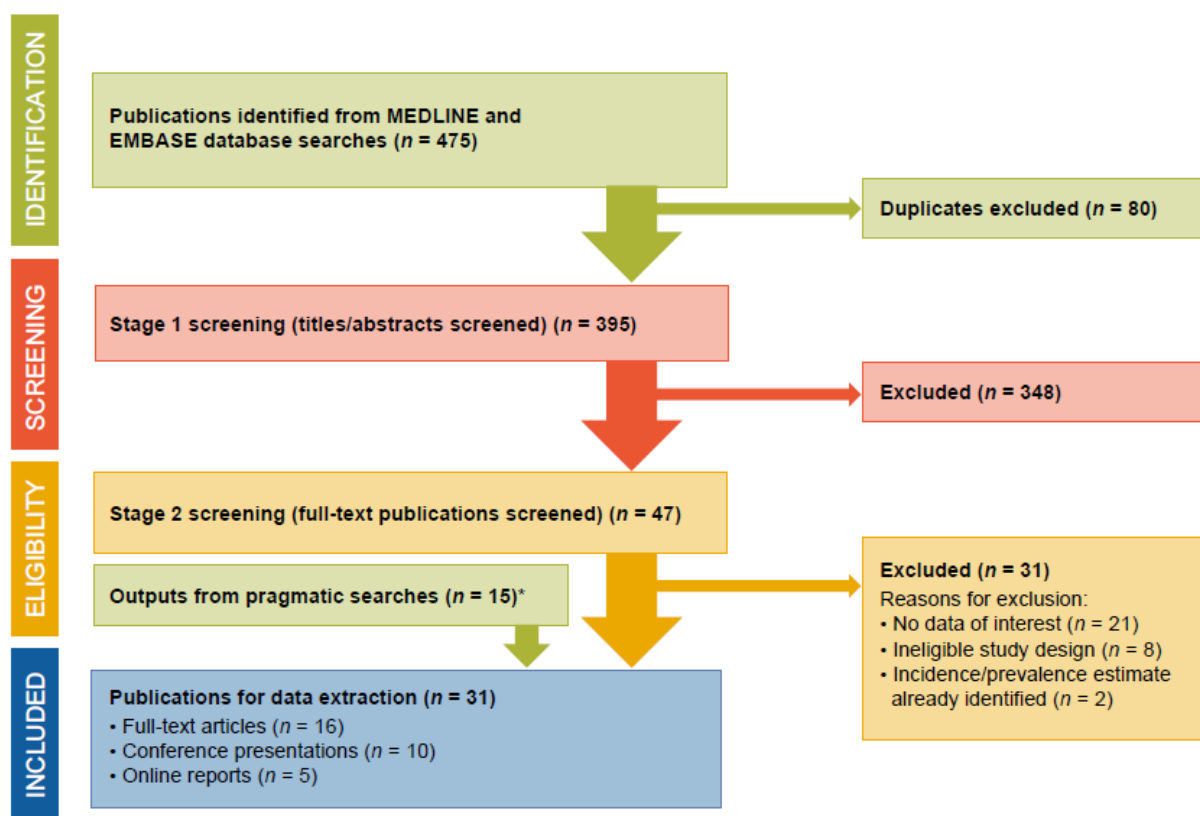 IDENTIFICATION
Publications identified from MEDLINE and
EMBASE database searches (n = 475)
Duplicates excluded (n = 80)
SCREENING
Stage 1 screening (titles/abstracts screened) (n = 395)
Excluded (n = 348)
ELIGIBILITY
Stage 2 screening (full-text publications screened) (n = 47)
Outputs from pragmatic searches (n = 15)*
Excluded (n = 31)
Reasons for exclusion:
• No data of interest (n = 21)
• Ineligible study design (n = 8)
• Incidence/prevalence estimate
already identified (n = 2)
INCLUDED
Publications for data extraction (n = 31)
• Full-text articles (n = 16)
• Conference presentations (n = 10)
• Online reports (n = 5)